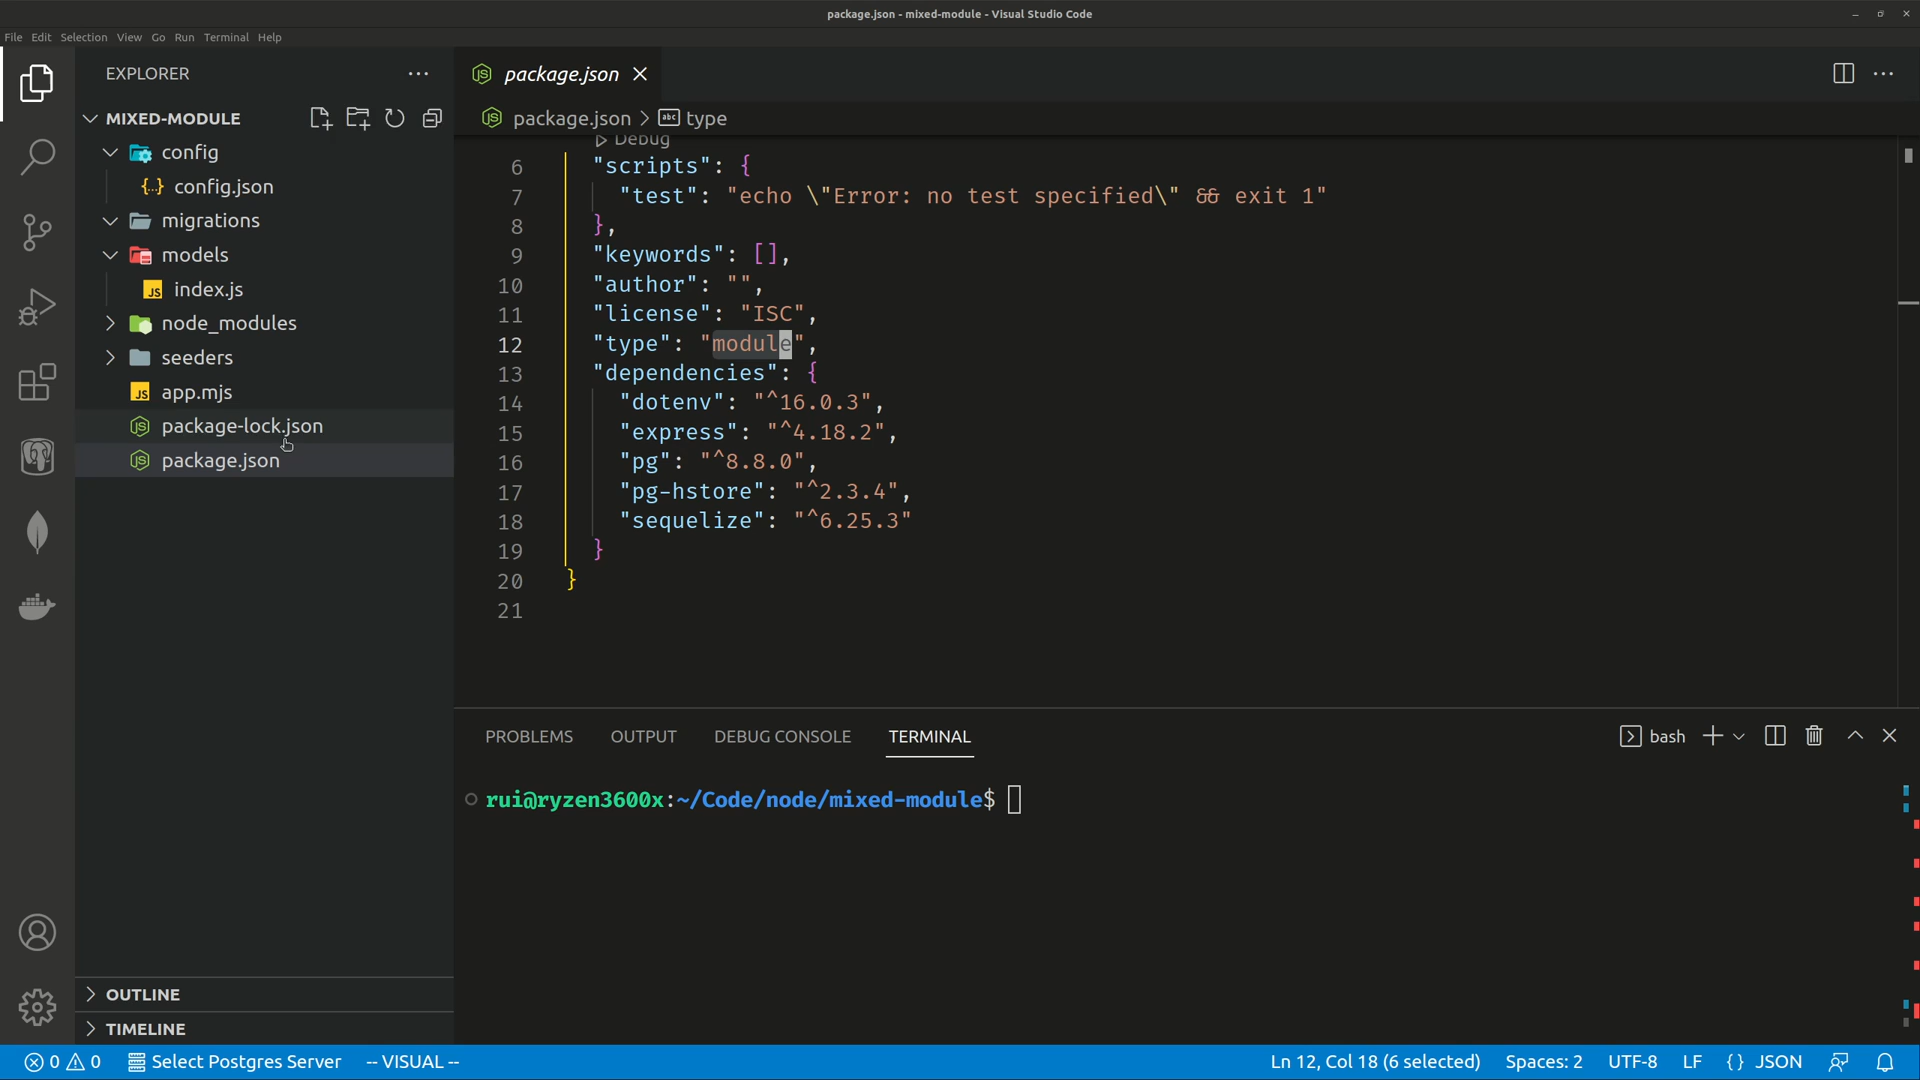 package.json - mixed-module - Visual Studio Code
File Edit Selection View Go Run Terminal Help
EXPLORER
MIXED-MODULE
config
config.json
migrations
models
index.js
node_modules
seeders
app.mjs
package-lock.json
package.json
OUTLINE
TIMELINE
package.json
package.json > type
Debug
6 "scripts": {
7 "test": "echo \"Error: no test specified\" && exit 1"
8 },
9 "keywords": [],
10 "author": "",
11 "license": "ISC",
12 "type": "module",
13 "dependencies": {
14 "dotenv": "^16.0.3",
15 "express": "^4.18.2",
16 "pg": "^8.8.0",
17 "pg-hstore": "^2.3.4",
18 "sequelize": "^6.25.3"
19 }
20 }
21
PROBLEMS OUTPUT DEBUG CONSOLE TERMINAL
bash
rui@ryzen3600x:~/Code/node/mixed-module$
0 0 Select Postgres Server -- VISUAL -- Ln 12, Col 18 (6 selected) Spaces: 2 UTF-8 LF {} JSON